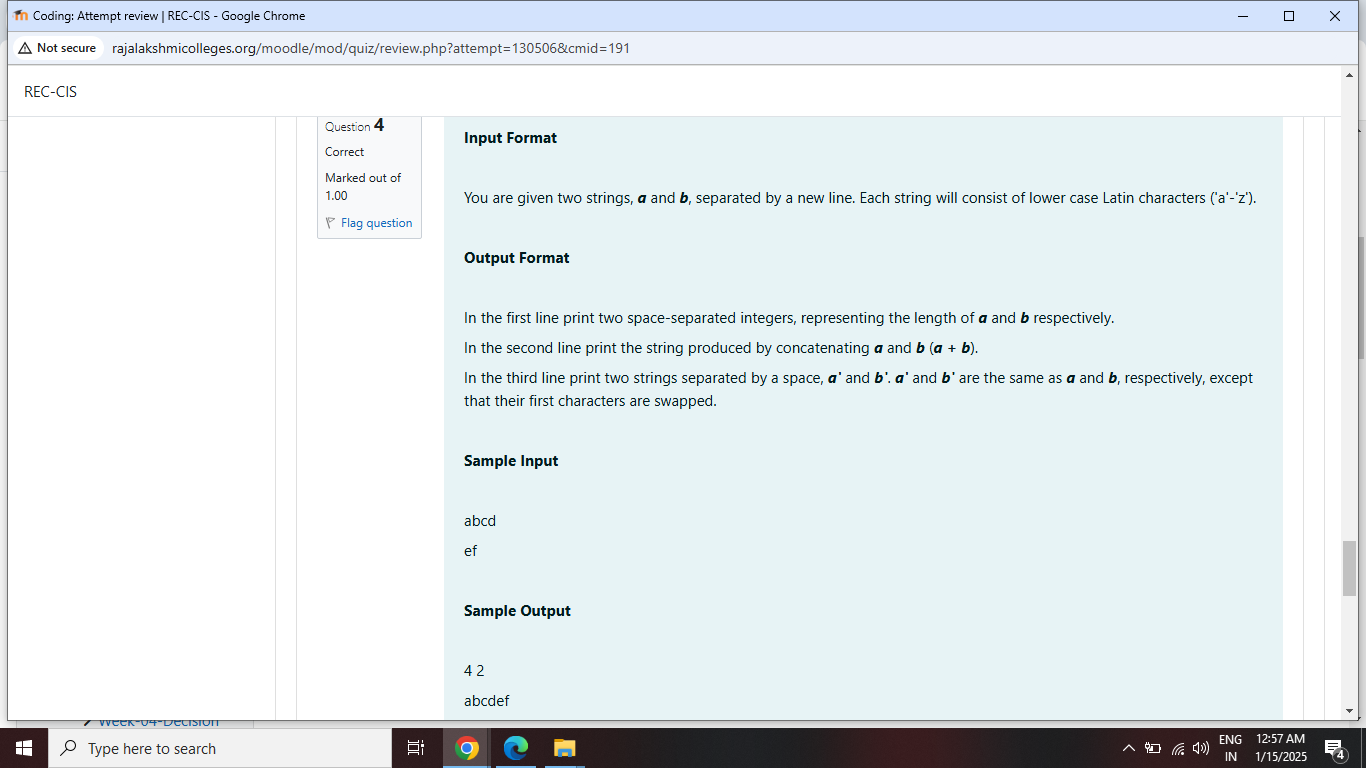 Coding: Attempt review | REC-CIS - Google Chrome
Not secure
rajalakshmicolleges.org/moodle/mod/quiz/review.php?attempt=130506&cmid=191
REC-CIS
Question 4
Correct
Marked out of
1.00
Flag question
Input Format
You are given two strings, a and b, separated by a new line. Each string will consist of lower case Latin characters ('a'-'z').
Output Format
In the first line print two space-separated integers, representing the length of a and b respectively.
In the second line print the string produced by concatenating a and b (a + b).
In the third line print two strings separated by a space, a' and b'. a' and b' are the same as a and b, respectively, except
that their first characters are swapped.
Sample Input
abcd
ef
Sample Output
4 2
abcdef
Week-04-Decision
Type here to search
ENG
IN
12:57 AM
1/15/2025
4